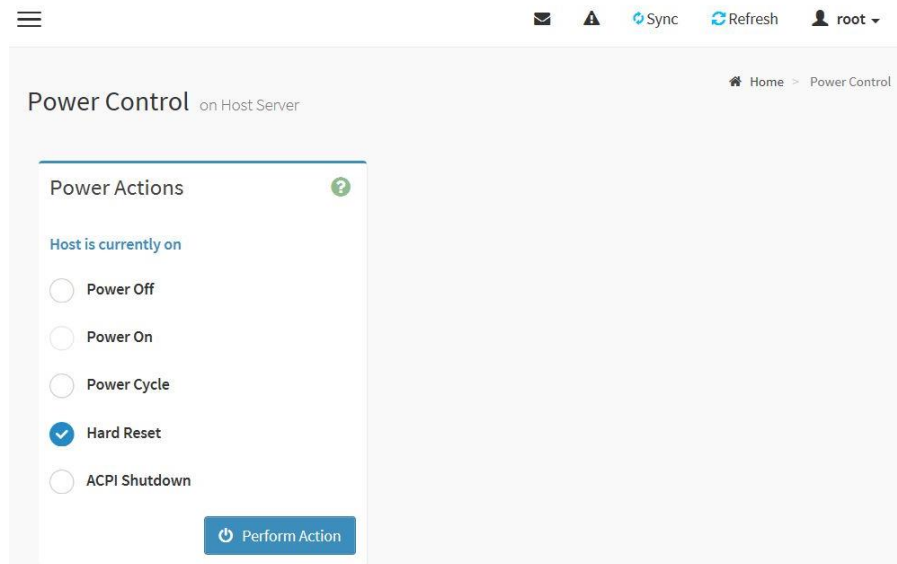 Sync Refresh root
Home > Power Control
Power Control on Host Server
Power Actions
?
Host is currently on
Power Off
Power On
Power Cycle
Hard Reset
ACPI Shutdown
Perform Action